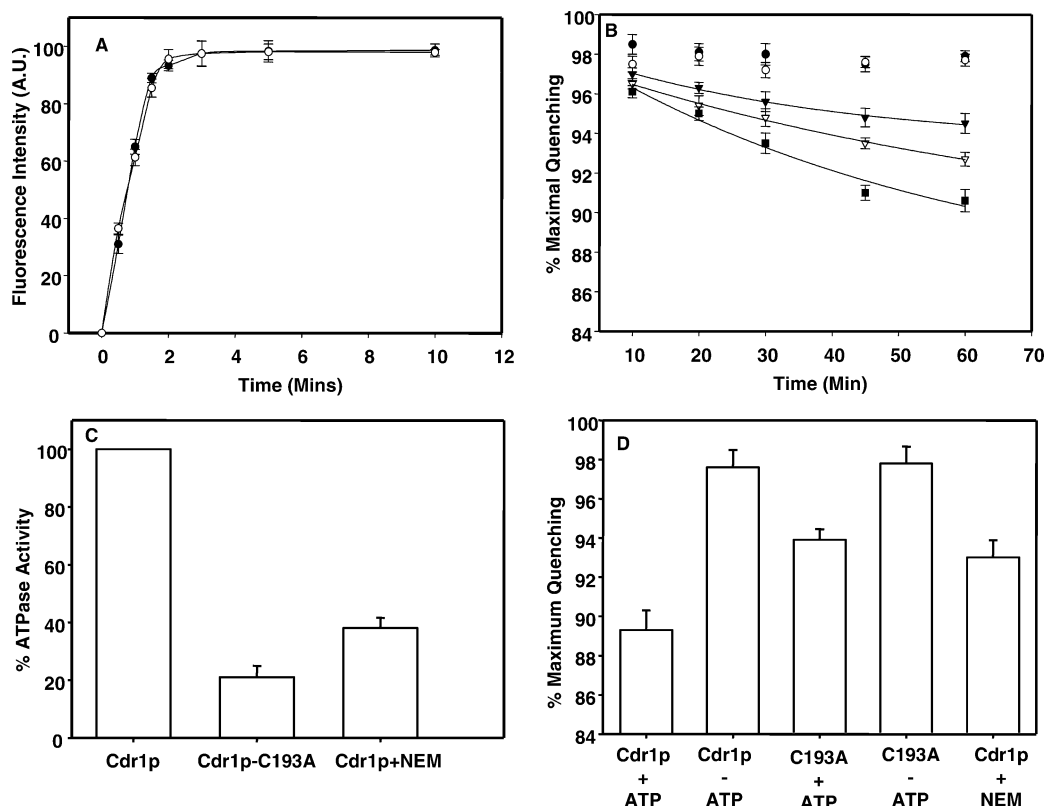 A
Fluorescence Intensity (A.U.)
100
80
60
40
20
0
0 2 4 6 8 10 12
Time (Mins)
B
% Maximal Quenching
100
98
96
94
92
90
88
86
84
10 20 30 40 50 60 70
Time (Min)
C
% ATPase Activity
100
80
60
40
20
0
Cdr1p Cdr1p-C193A Cdr1p+NEM
D
% Maximum Quenching
100
98
96
94
92
90
88
86
84
Cdr1p Cdr1p C193A C193A Cdr1p
+ - + - +
ATP ATP ATP ATP NEM